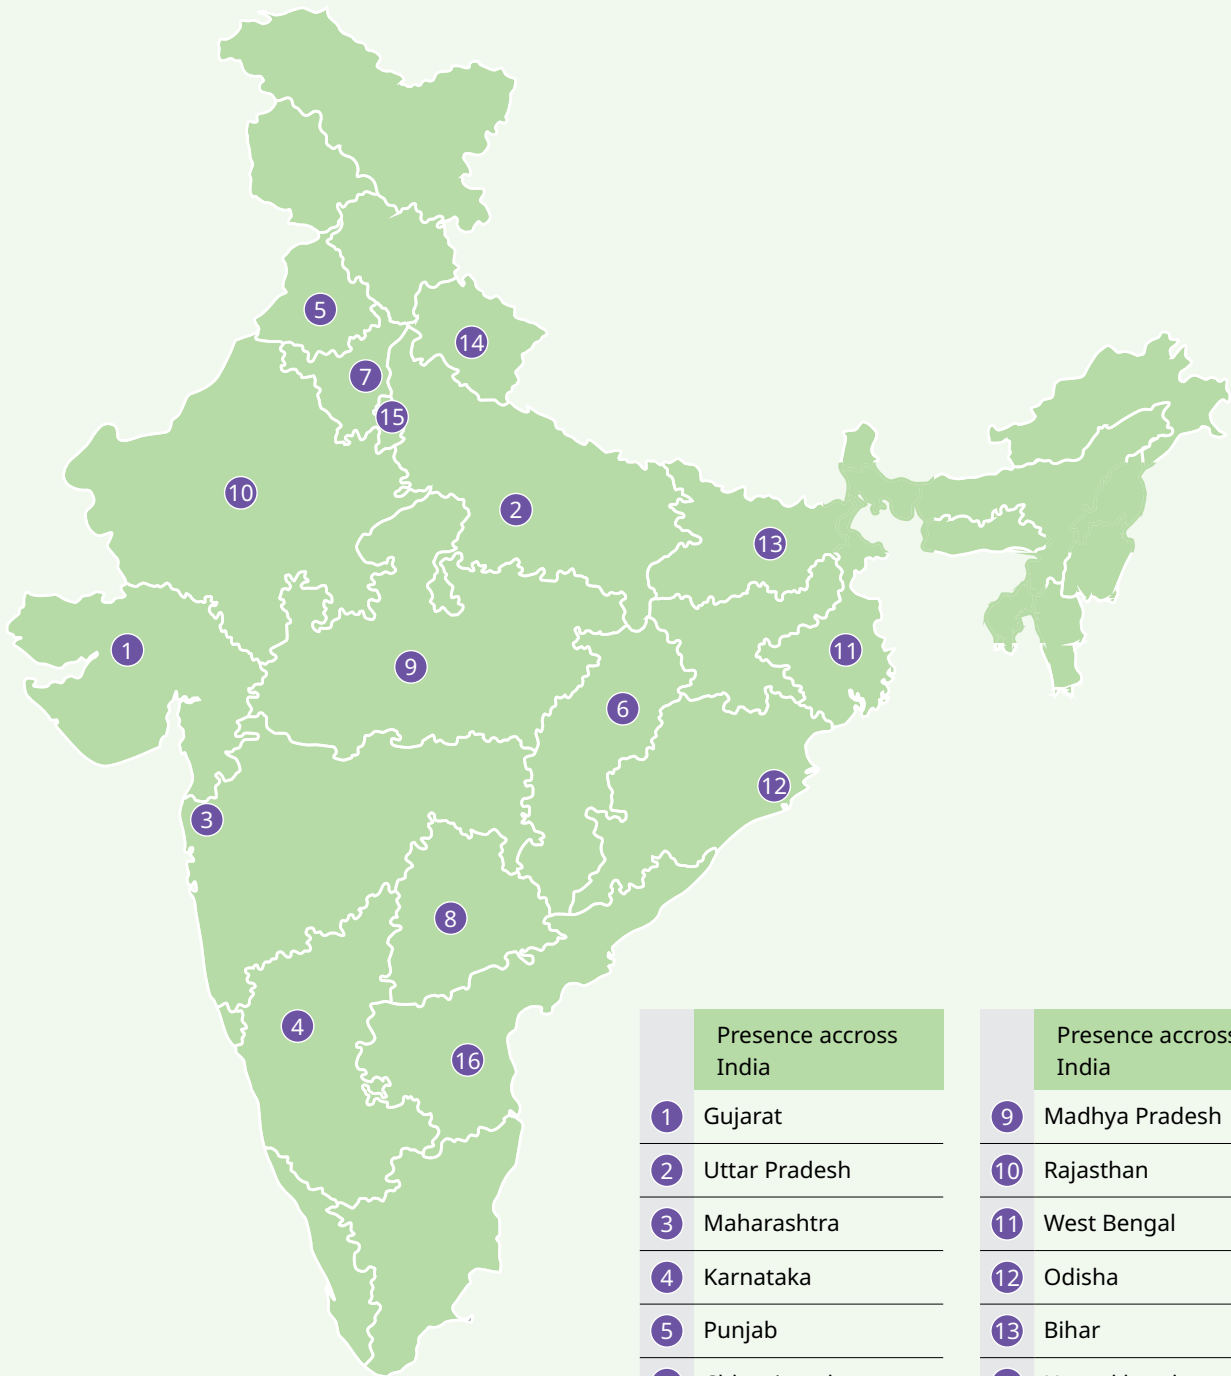 5
14
7
15
10
2
13
1
9
11
6
12
3
8
4
16
Presence accross
India
1 Gujarat
2 Uttar Pradesh
3 Maharashtra
4 Karnataka
5 Punjab
Presence across
India
9 Madhya Pradesh
10 Rajasthan
11 West Bengal
12 Odisha
13 Bihar